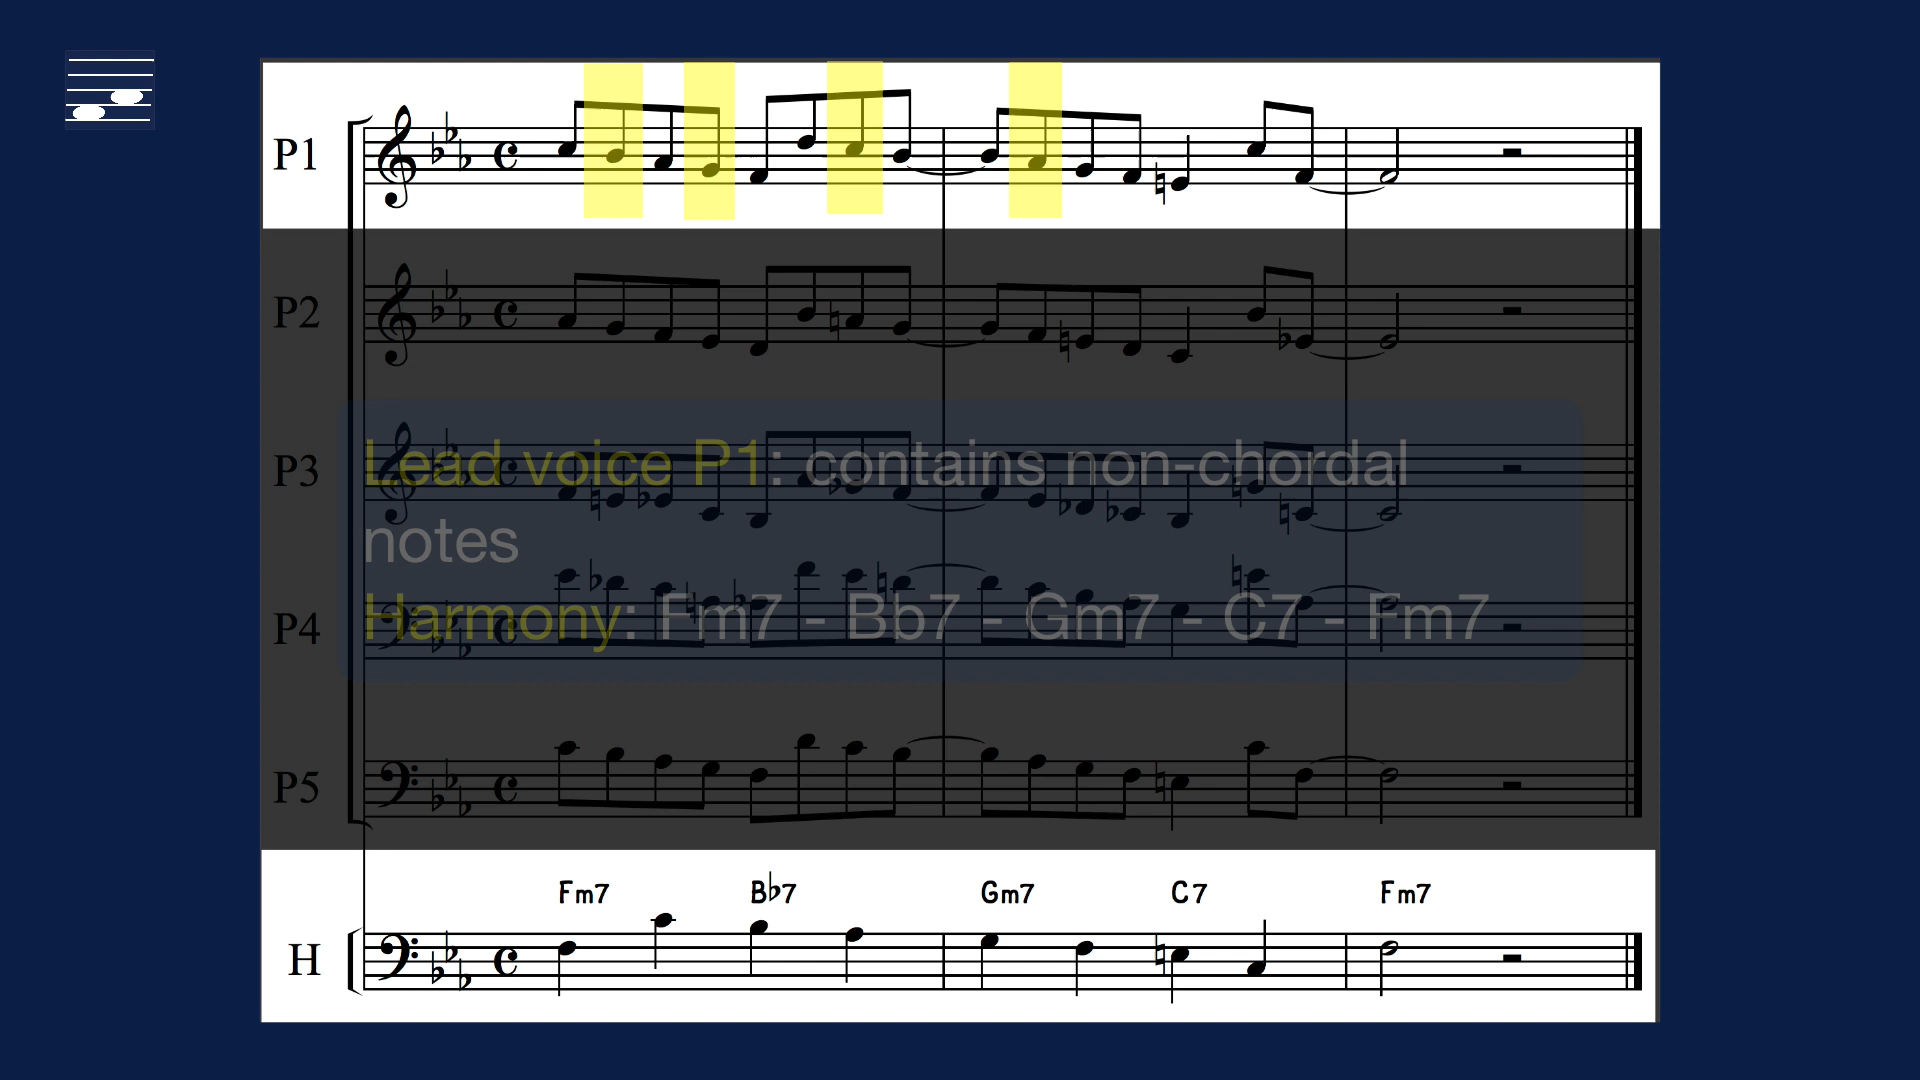 P1
P2
P3
Lead voice P1: contains non-chordal
notes
P4
Harmony: Fm7 - Bb7 - Gm7 - C7 - Fm7
P5
Fm7 B♭7 Gm7 C7 Fm7
H